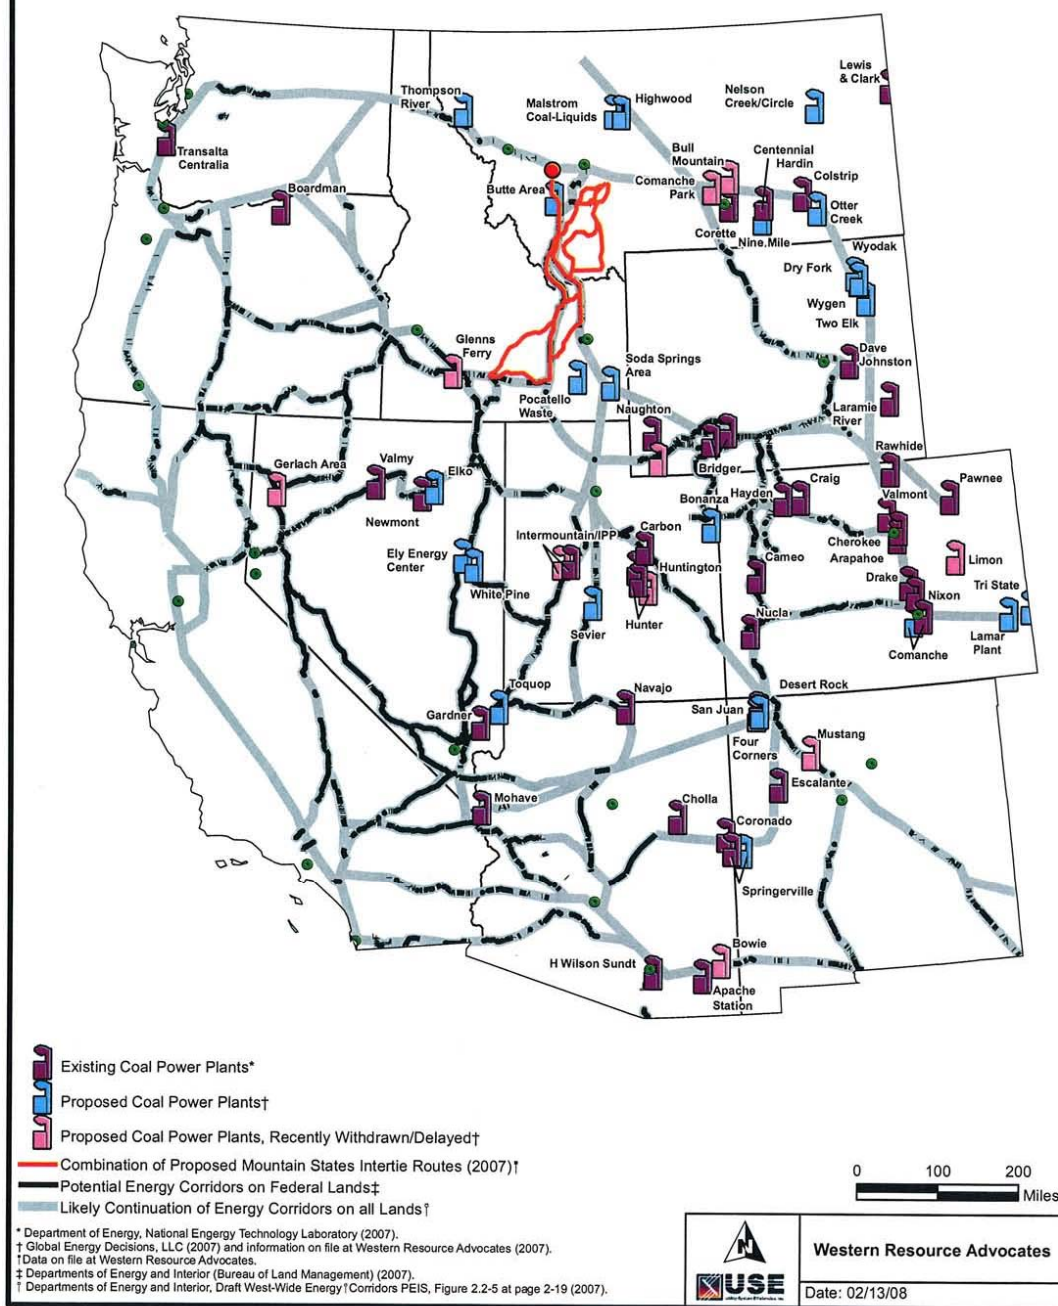 Lewis
& Clark
Thompson
River
Malstrom
Coal-Liquids
Highwood
Nelson
Creek/Circle
Transalta
Centralia
Bull
Mountain
Centennial
Hardin
Comanche
Park
Colstrip
Boardman
Butte Area
Otter
Creek
Corette
Nine Mile
Wyodak
Dry Fork
Wygen
Two Elk
Glenns
Ferry
Soda Springs
Area
Dave
Johnston
Pocatello
Waste
Naughton
Laramie
River
Rawhide
Gerlach Area
Valmy
Elko
Bridger
Craig
Pawnee
Newmont
Bonanza
Hayden
Valmont
Intermountain/IPP
Carbon
Cherokee
Arapahoe
Ely Energy
Center
Huntington
Cameo
Limon
White Pine
Drake
Tri State
Nixon
Sevier
Hunter
Nucla
Comanche
Lamar
Plant
Toquop
Navajo
Desert Rock
San Juan
Gardner
Four
Corners
Mustang
Escalante
Mohave
Cholla
Coronado
Springerville
H Wilson Sundt
Bowie
Apache
Station
Existing Coal Power Plants*
Proposed Coal Power Plants†
Proposed Coal Power Plants, Recently Withdrawn/Delayed†
Combination of Proposed Mountain States Intertie Routes (2007)†
Potential Energy Corridors on Federal Lands‡
Likely Continuation of Energy Corridors on all Lands†
0 100 200
Miles
* Department of Energy, National Engergy Technology Laboratory (2007).
† Global Energy Decisions, LLC (2007) and information on file at Western Resource Advocates (2007).
†Data on file at Western Resource Advocates.
‡ Departments of Energy and Interior (Bureau of Land Management) (2007).
† Departments of Energy and Interior, Draft West-Wide Energy†Corridors PEIS, Figure 2.2-5 at page 2-19 (2007).
N
USE
Western Resource Advocates
Date: 02/13/08